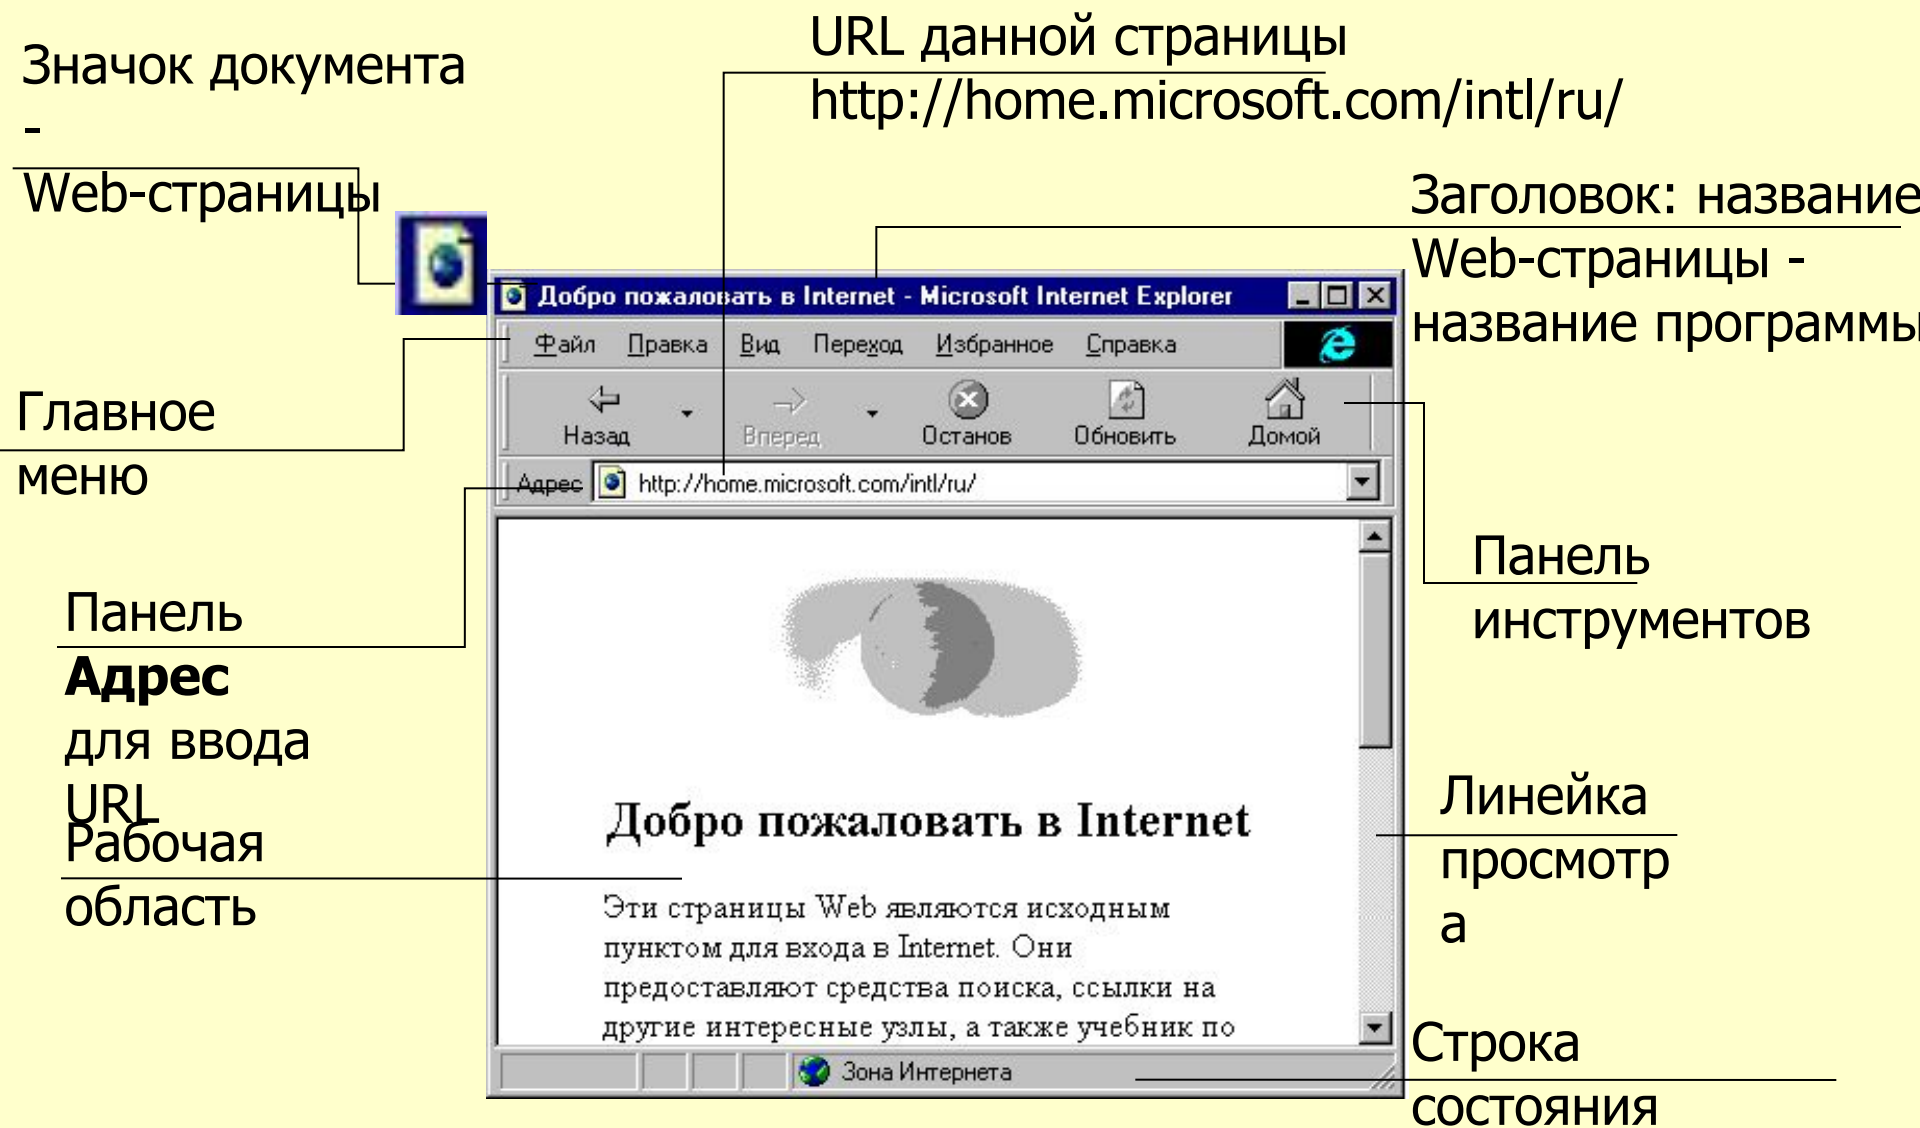 URL данной страницы
http://home.microsoft.com/intl/ru/
Значок документа
-
Web-страницы
Заголовок: название
Web-страницы -
название программы
Добро пожаловать в Internet - Microsoft Internet Explorer
Файл Правка Вид Переход Избранное Справка
Главное
меню
Назад Вперед Останов Обновить Домой
Адрес http://home.microsoft.com/intl/ru/
Панель
инструментов
Панель
Адрес
для ввода
URL
Рабочая
область
Добро пожаловать в Internet
Эти страницы Web являются исходным
пунктом для входа в Internet. Они
предоставляют средства поиска, ссылки на
другие интересные узлы, а также учебник по
Линейка
просмотр
а
Зона Интернета
Строка
состояния